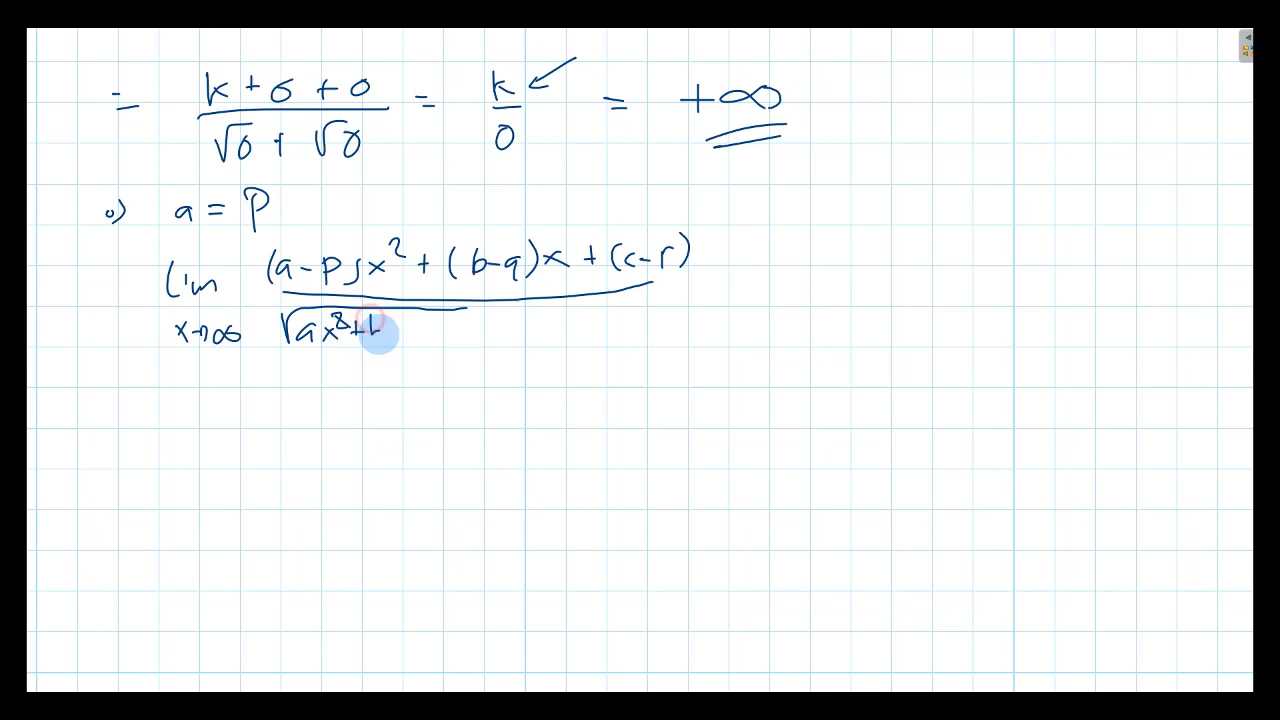 = (k + 0 + 0) / (√0 + √0) = k/0 = +∞
o) a = p
lim x→∞ ((a-p)x² + (b-q)x + (c-r)) / √ax²+